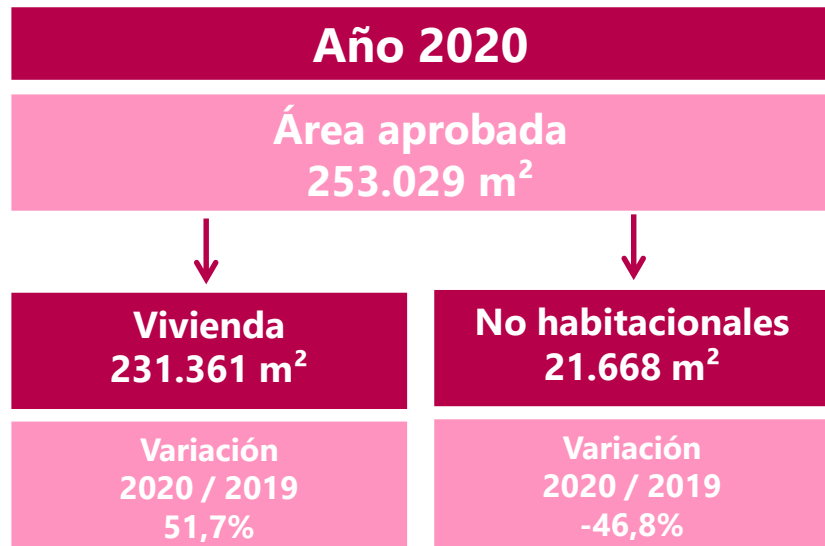 Año 2020
Área aprobada
253.029 m²
Vivienda
231.361 m²
No habitacionales
21.668 m²
Variación
2020 / 2019
51,7%
Variación
2020 / 2019
-46,8%